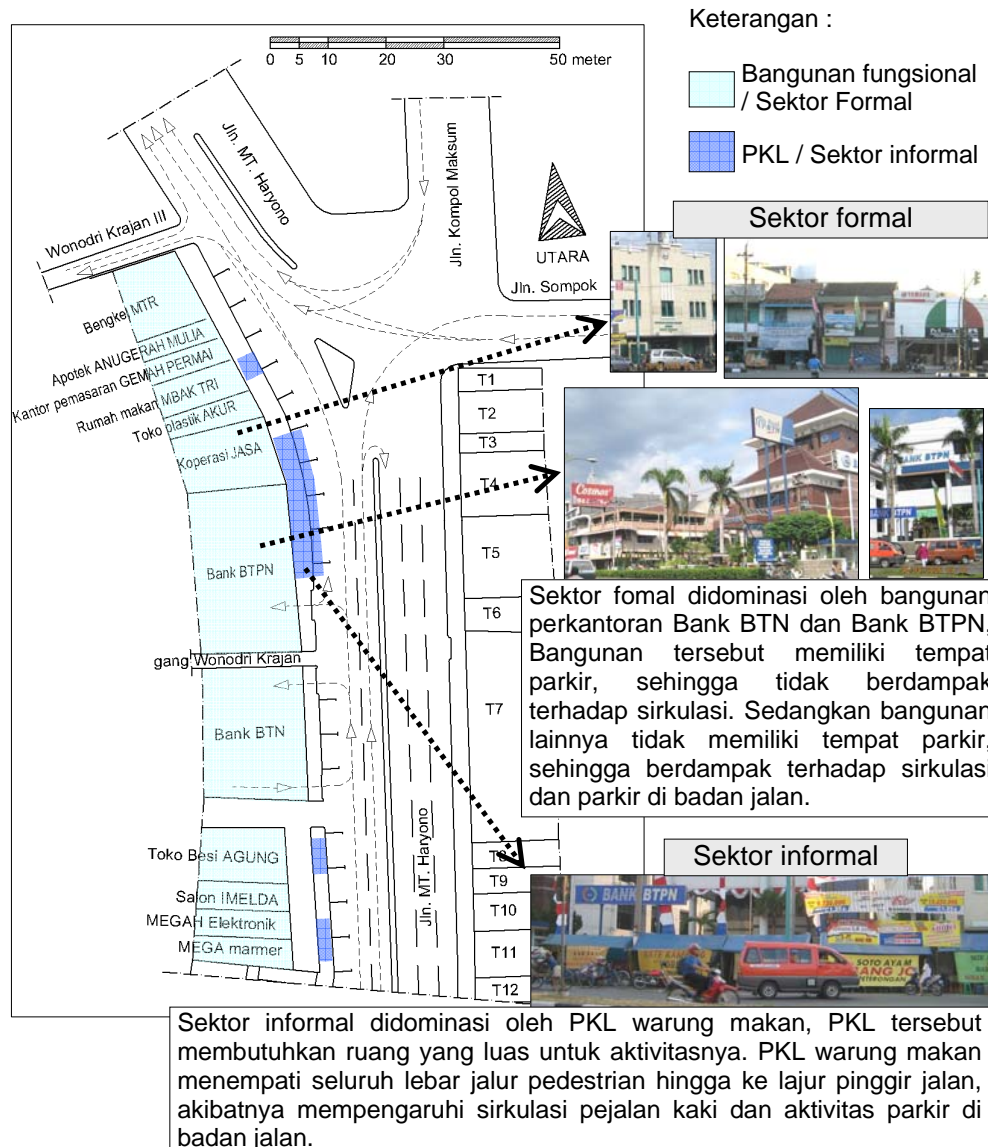 Keterangan :
Bangunan fungsional
/ Sektor Formal
PKL / Sektor informal
0 5 10 20 30 50 meter
Jln. MT. Haryono
Jln. Kompol Maksum
UTARA
Jln. Sompok
Wonodri Krajan III
Sektor formal
Bengkel MTR
Apotek ANUGERAH MULIA
Kantor pemasaran GEMAH PERMAI
Rumah makan MBAK TRI
Toko plastik AKUR
Koperasi JASA
Bank BTPN
gang Wonodri Krajan
Bank BTN
Toko Besi AGUNG
Salon IMELDA
MEGAH Elektronik
MEGA marmer
Jln. MT. Haryono
T1
T2
T3
T4
T5
T6
T7
T8
T9
T10
T11
T12
Cosmos
BANK BTPN
BTPN
Sektor fomal didominasi oleh bangunan
perkantoran Bank BTN dan Bank BTPN,
Bangunan tersebut memiliki tempat
parkir, sehingga tidak berdampak
terhadap sirkulasi. Sedangkan bangunan
lainnya tidak memiliki tempat parkir,
sehingga berdampak terhadap sirkulasi
dan parkir di badan jalan.
Sektor informal
BANK BTPN
SOTO AYAM
Sektor informal didominasi oleh PKL warung makan, PKL tersebut
membutuhkan ruang yang luas untuk aktivitasnya. PKL warung makan
menempati seluruh lebar jalur pedestrian hingga ke lajur pinggir jalan,
akibatnya mempengaruhi sirkulasi pejalan kaki dan aktivitas parkir di
badan jalan.